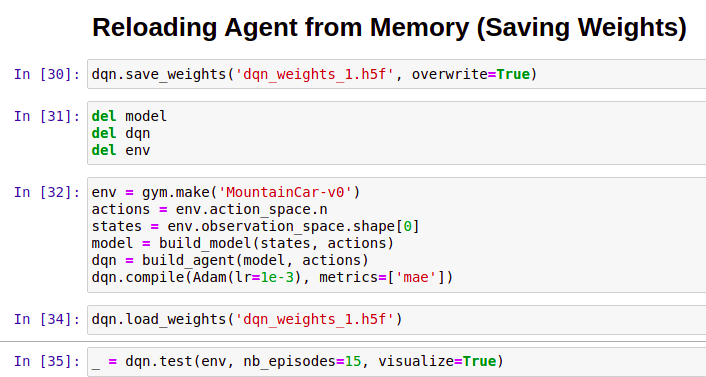 Reloading Agent from Memory (Saving Weights)
In [30]: dqn.save_weights('dqn_weights_1.h5f', overwrite=True)
In [31]: del model
del dqn
del env
In [32]: env = gym.make('MountainCar-v0')
actions = env.action_space.n
states = env.observation_space.shape[0]
model = build_model(states, actions)
dqn = build_agent(model, actions)
dqn.compile(Adam(lr=1e-3), metrics=['mae'])
In [34]: dqn.load_weights('dqn_weights_1.h5f')
In [35]: _ = dqn.test(env, nb_episodes=15, visualize=True)